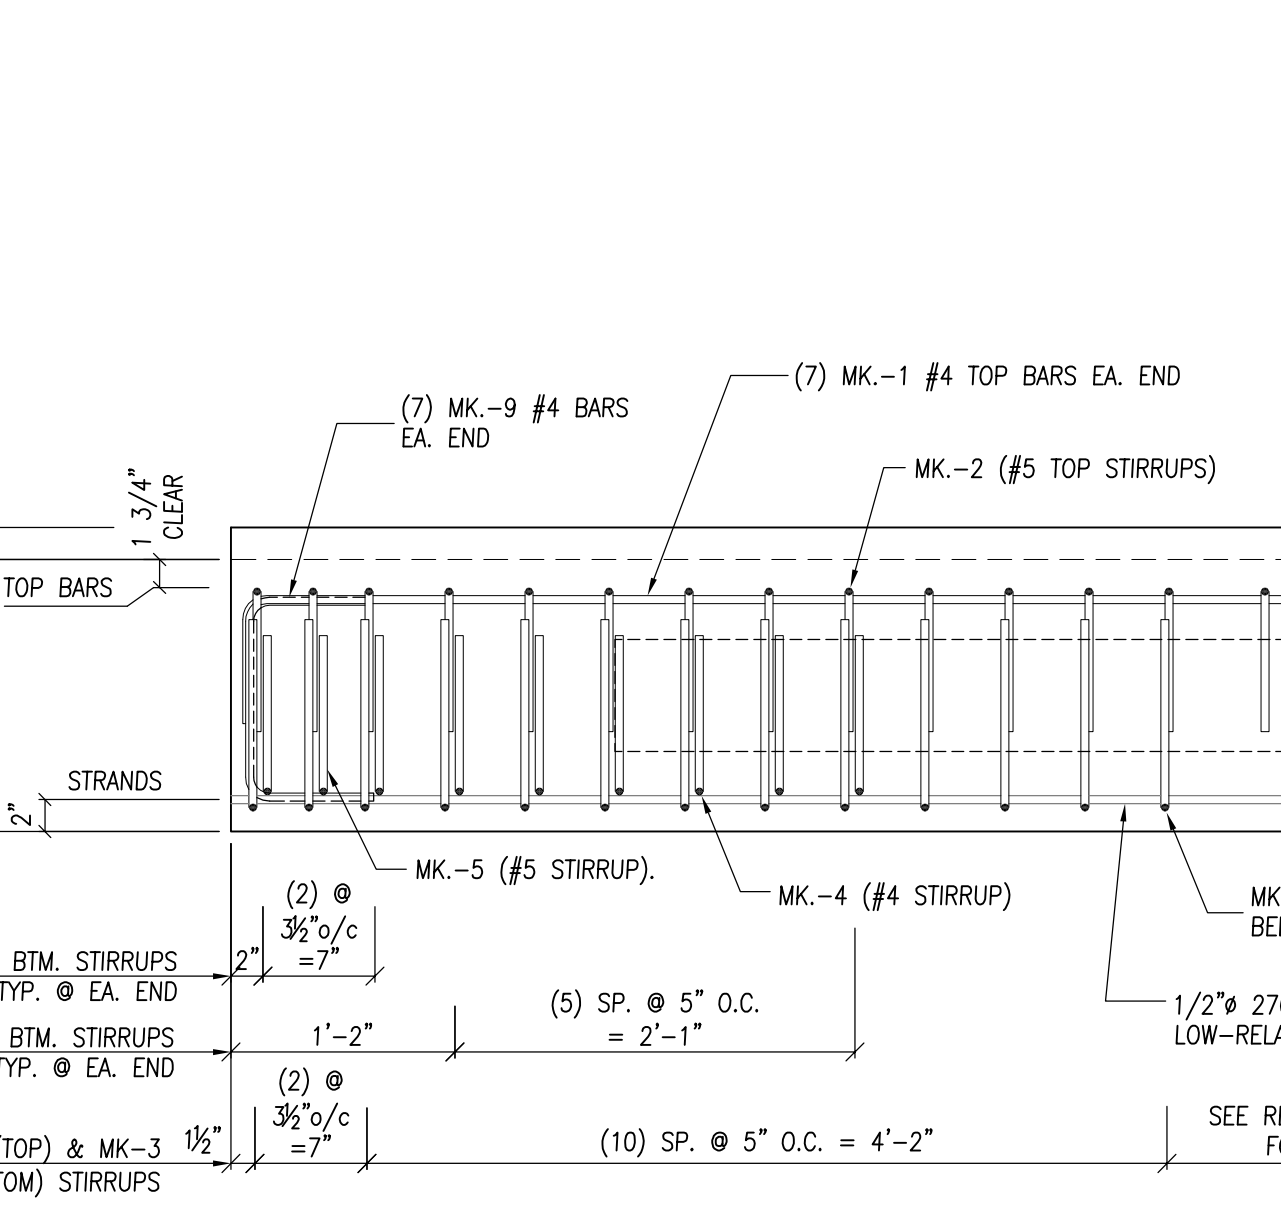 (7) MK.-1 #4 TOP BARS EA. END
(7) MK.-9 #4 BARS
EA. END
MK.-2 (#5 TOP STIRRUPS)
1 3/4"
CLEAR
TOP BARS
STRANDS
2"
MK.-5 (#5 STIRRUP).
MK.-4 (#4 STIRRUP)
(2) @
3½"o/c
=7"
2"
BTM. STIRRUPS
TYP. @ EA. END
1/2"ø
LOW-RELA
(5) SP. @ 5" O.C.
= 2'-1"
1'-2"
BTM. STIRRUPS
TYP. @ EA. END
(2) @
3½"o/c
=7"
1½"
(TOP) & MK-3
STIRRUPS
(10) SP. @ 5" O.C. = 4'-2"
SEE